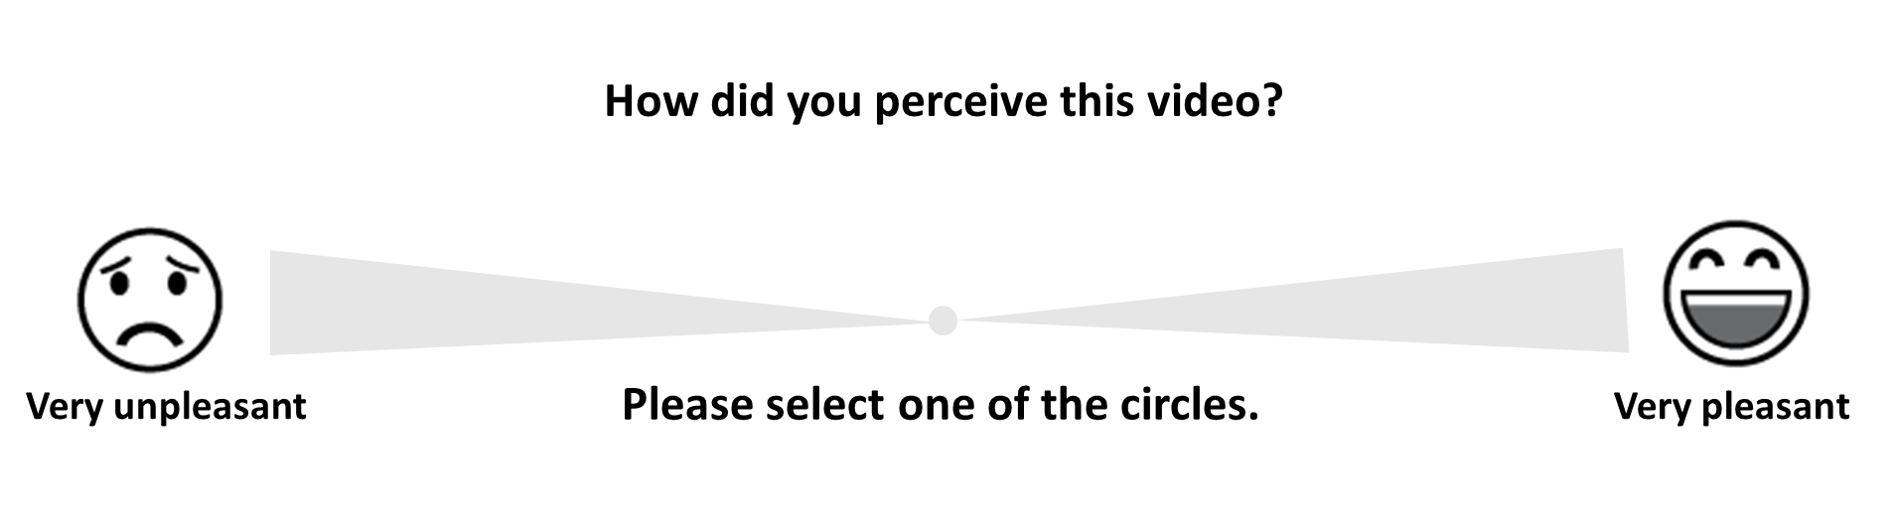 How did you perceive this video?
Please select one of the circles.
Very unpleasant
Very pleasant